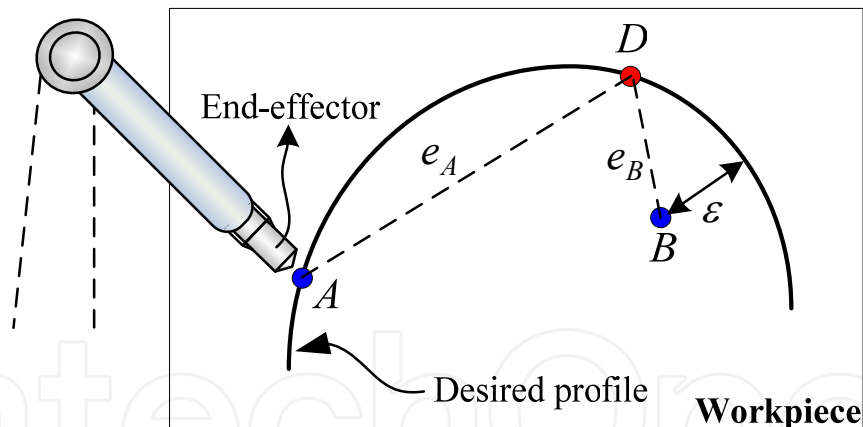 D
End-effector
e_A
e_B
ε
B
A
Desired profile
Workpiece